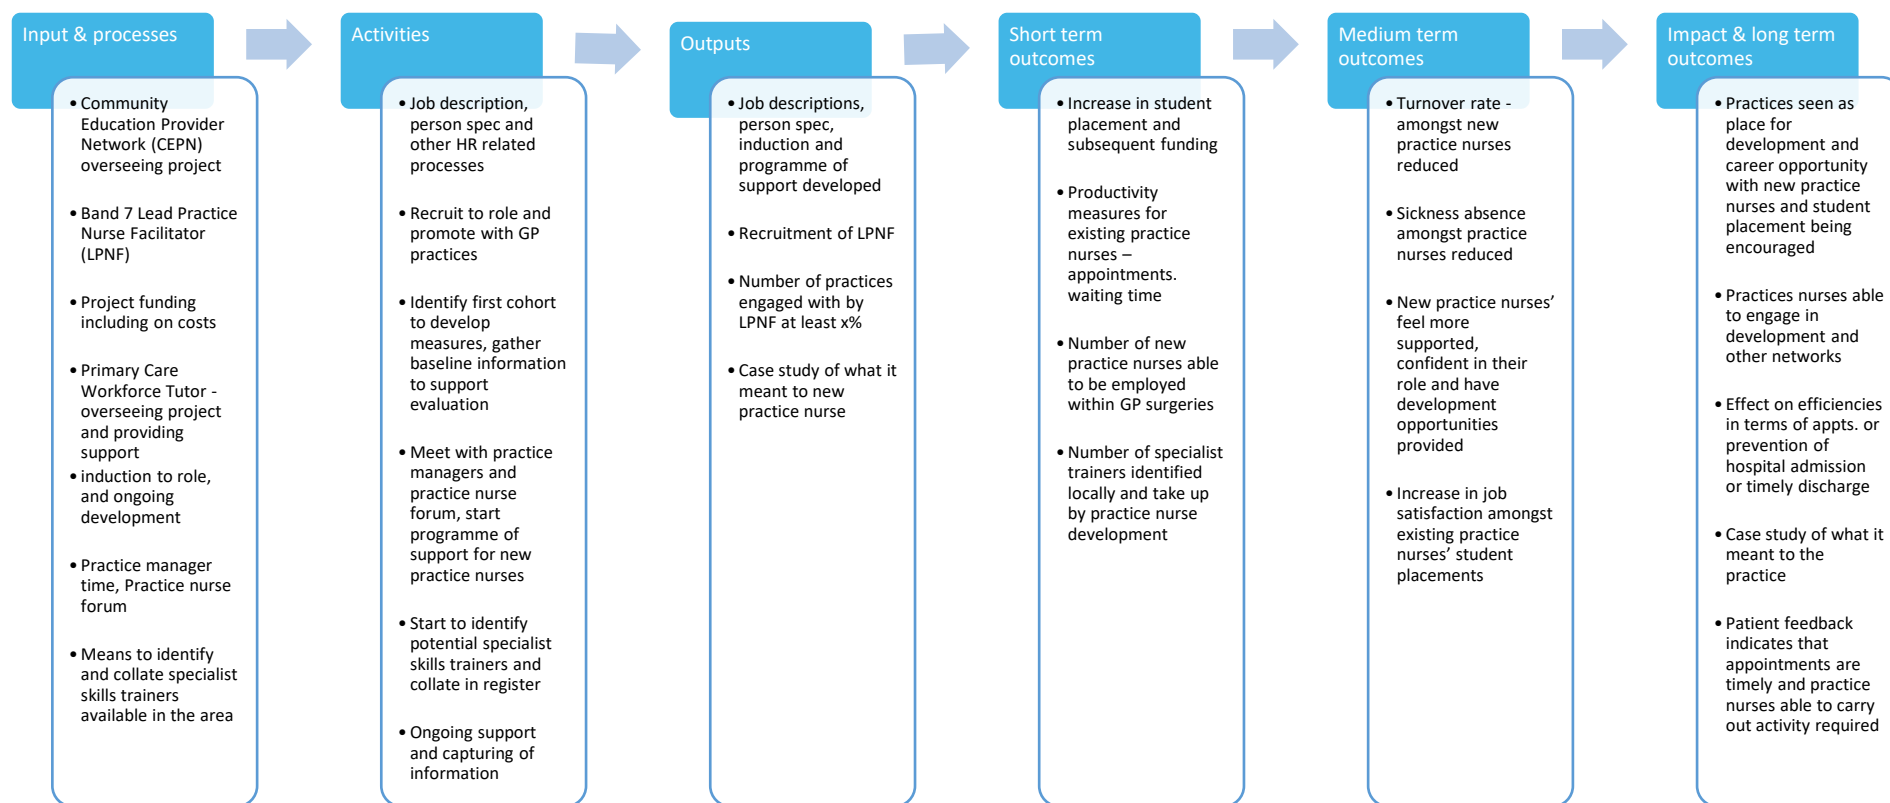 Input & processes
• Community
Education Provider
Network (CEPN)
overseeing project
• Band 7 Lead Practice
Nurse Facilitator
(LPNF)
• Project funding
including on costs
• Primary Care
Workforce Tutor -
overseeing project
and providing
support
• induction to role,
and ongoing
development
• Practice manager
time, Practice nurse
forum
• Means to identify
and collate specialist
skills trainers
available in the area
Activities
• Job description,
person spec and
other HR related
processes
• Recruit to role and
promote with GP
practices
• Identify first cohort
to develop
measures, gather
baseline information
to support
evaluation
• Meet with practice
managers and
practice nurse
forum, start
programme of
support for new
practice nurses
• Start to identify
potential specialist
skills trainers and
collate in register
• Ongoing support
and capturing of
information
Outputs
• Job descriptions,
person spec,
induction and
programme of
support developed
• Recruitment of LPNF
• Number of practices
engaged with by
LPNF at least x%
• Case study of what it
meant to new
practice nurse
Short term
outcomes
• Increase in student
placement and
subsequent funding
• Productivity
measures for
existing practice
nurses –
appointments.
waiting time
• Number of new
practice nurses able
to be employed
within GP surgeries
• Number of specialist
trainers identified
locally and take up
by practice nurse
development
Medium term
outcomes
• Turnover rate -
amongst new
practice nurses
reduced
• Sickness absence
amongst practice
nurses reduced
• New practice nurses’
feel more
supported,
confident in their
role and have
development
opportunities
provided
• Increase in job
satisfaction amongst
existing practice
nurses’ student
placements
Impact & long term
outcomes
• Practices seen as
place for
development and
career opportunity
with new practice
nurses and student
placement being
encouraged
• Practices nurses able
to engage in
development and
other networks
• Effect on efficiencies
in terms of appts. or
prevention of
hospital admission
or timely discharge
• Case study of what it
meant to the
practice
• Patient feedback
indicates that
appointments are
timely and practice
nurses able to carry
out activity required